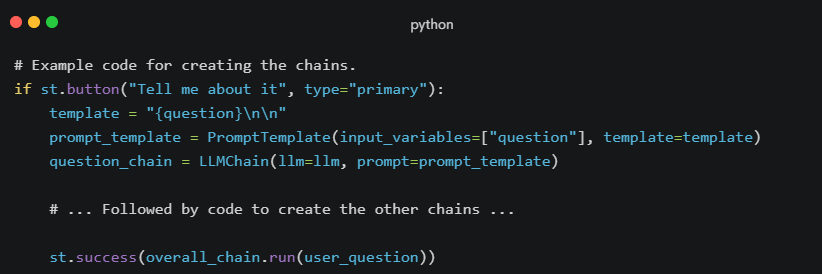 python
# Example code for creating the chains.
if st.button("Tell me about it", type="primary"):
    template = "{question}\n\n"
    prompt_template = PromptTemplate(input_variables=["question"], template=template)
    question_chain = LLMChain(llm=llm, prompt=prompt_template)
    # ... Followed by code to create the other chains ...
    st.success(overall_chain.run(user_question))